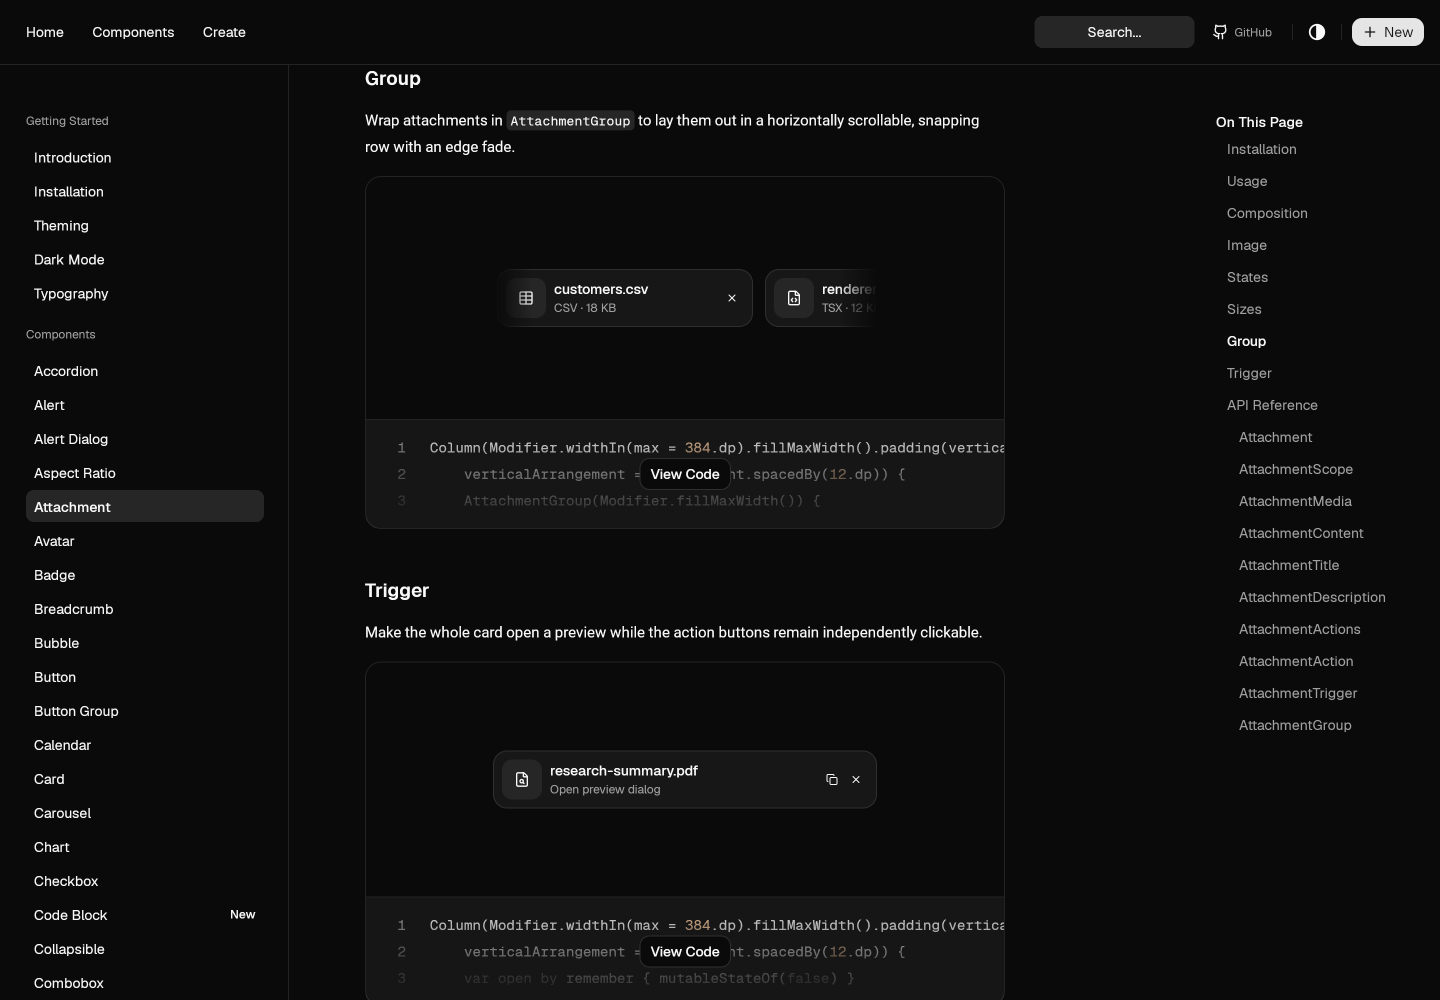 Home
Components
Create
Search...
GitHub
New
Getting Started
Introduction
Installation
Theming
Dark Mode
Typography
Components
Accordion
Alert
Alert Dialog
Aspect Ratio
Attachment
Avatar
Badge
Breadcrumb
Bubble
Button
Button Group
Calendar
Card
Carousel
Chart
Checkbox
Code Block New
Collapsible
Combobox
Group
Wrap attachments in AttachmentGroup to lay them out in a horizontally scrollable, snapping
row with an edge fade.
customers.csv
CSV · 18 KB
renderer
TSX · 12 K
1 Column(Modifier.widthIn(max = 384.dp).fillMaxWidth().padding(vertica
2 verticalArrangement = nt.spacedBy(12.dp)) {
View Code
3 AttachmentGroup(Modifier.fillMaxWidth()) {
Trigger
Make the whole card open a preview while the action buttons remain independently clickable.
research-summary.pdf
Open preview dialog
1 Column(Modifier.widthIn(max = 384.dp).fillMaxWidth().padding(vertica
2 verticalArrangement = nt.spacedBy(12.dp)) {
View Code
3 var open by remember { mutableStateOf(false) }
On This Page
Installation
Usage
Composition
Image
States
Sizes
Group
Trigger
API Reference
Attachment
AttachmentScope
AttachmentMedia
AttachmentContent
AttachmentTitle
AttachmentDescription
AttachmentActions
AttachmentAction
AttachmentTrigger
AttachmentGroup